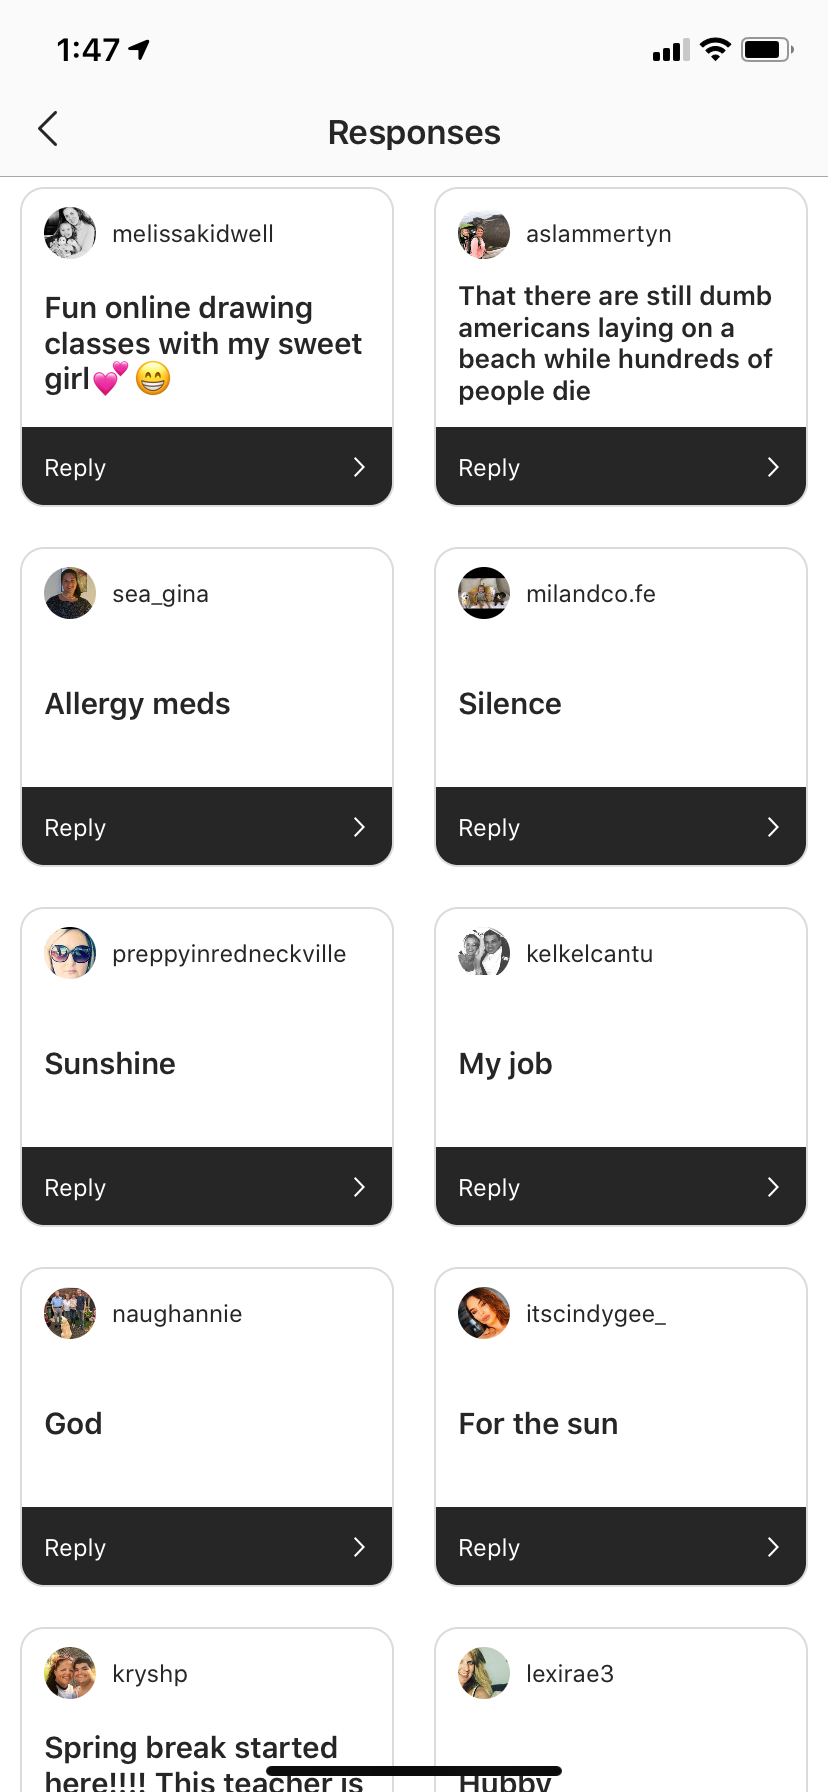 1:47
Responses
melissakidwell
Fun online drawing
classes with my sweet
girl💕😁
Reply
aslammertyn
That there are still dumb
americans laying on a
beach while hundreds of
people die
Reply
sea_gina
Allergy meds
Reply
milandco.fe
Silence
Reply
preppyinredneckville
Sunshine
Reply
kelkelcantu
My job
Reply
naughannie
God
Reply
itscindygee_
For the sun
Reply
kryshp
Spring break started
here!!!! This teacher is
lexirae3
Hubby